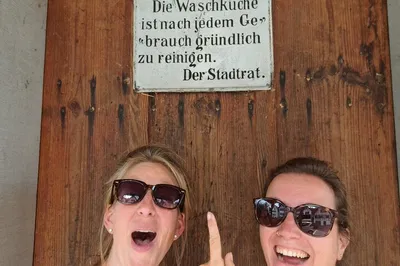 Die Waschküche
ist nach jedem Ge=
brauch gründlich
zu reinigen.
Der Stadtrat.